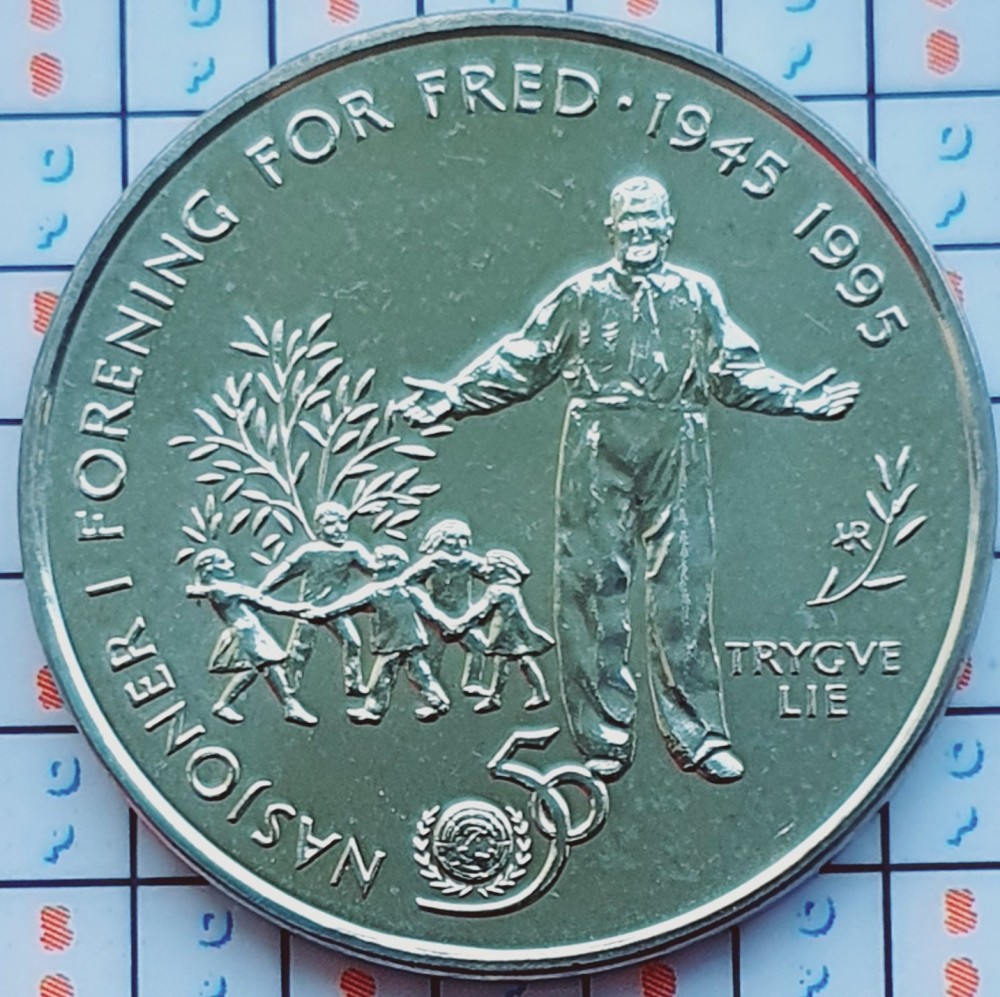 NASJONER I FORENING FOR FRED · 1945 1995
TRYGVE
LIE
50